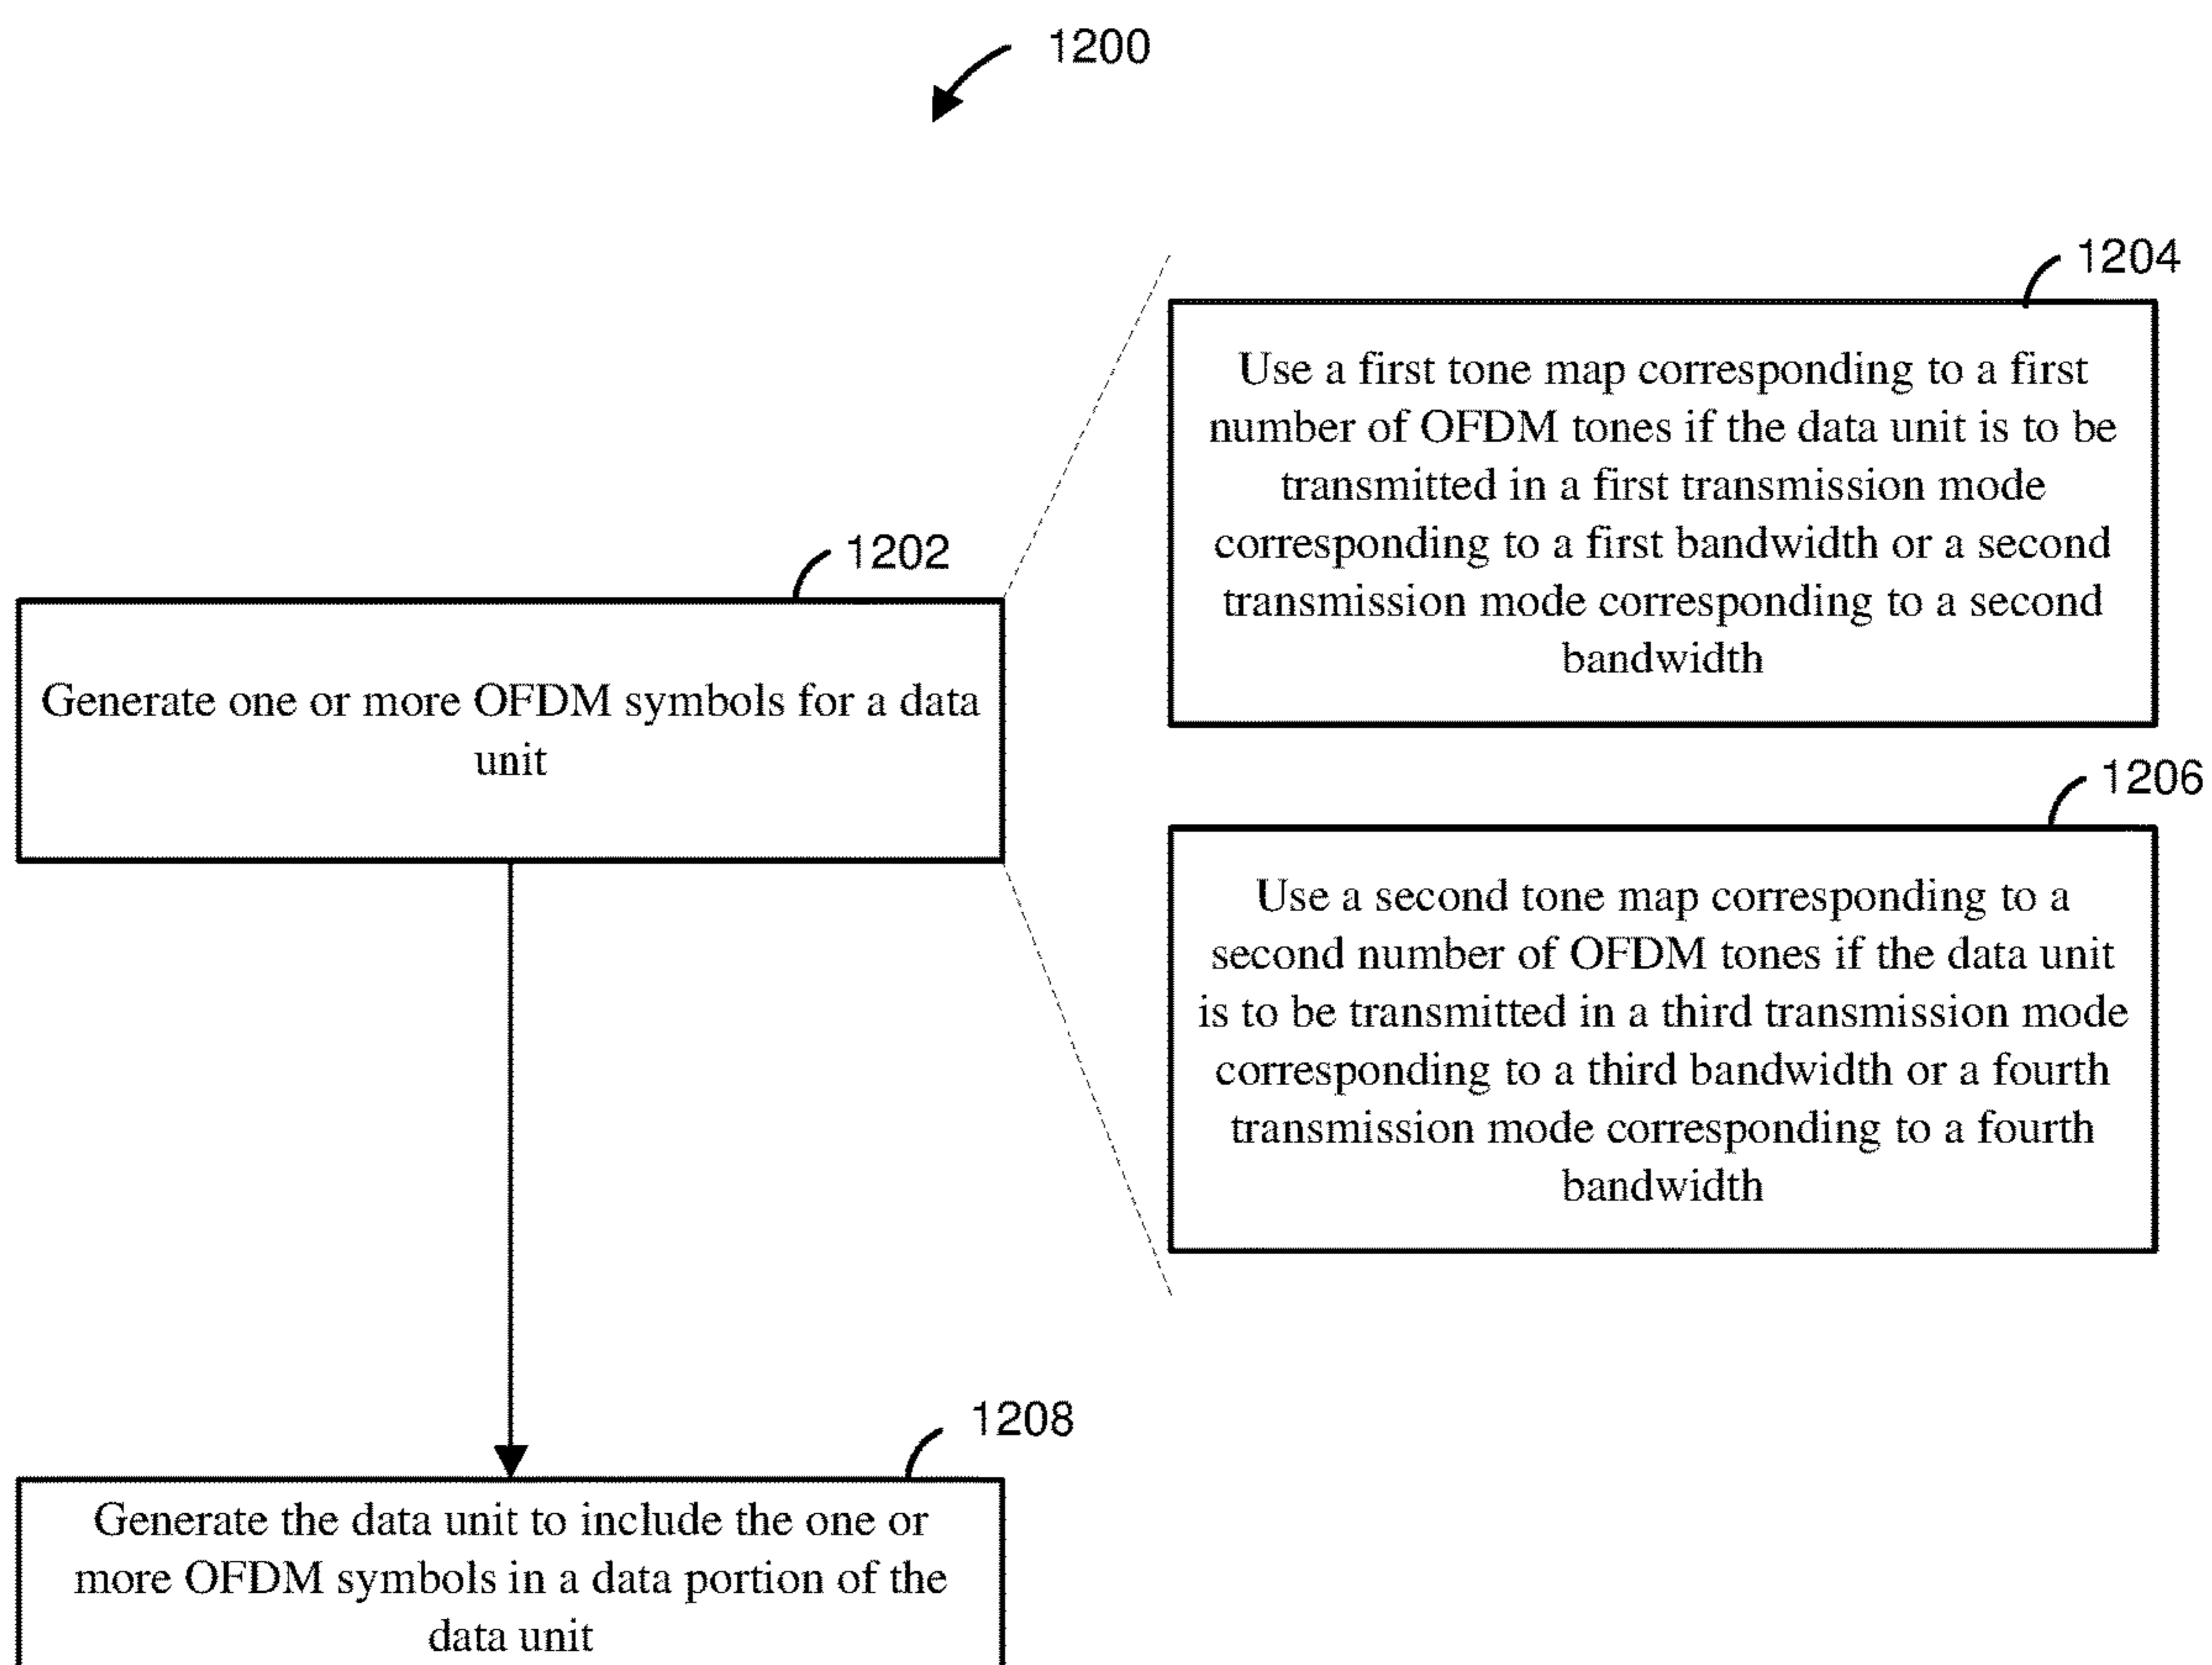 1200
1204
Use a first tone map corresponding to a first
number of OFDM tones if the data unit is to be
transmitted in a first transmission mode
corresponding to a first bandwidth or a second
transmission mode corresponding to a second
bandwidth
1202
Generate one or more OFDM symbols for a data
unit
1206
Use a second tone map corresponding to a
second number of OFDM tones if the data unit
is to be transmitted in a third transmission mode
corresponding to a third bandwidth or a fourth
transmission mode corresponding to a fourth
bandwidth
1208
Generate the data unit to include the one or
more OFDM symbols in a data portion of the
data unit